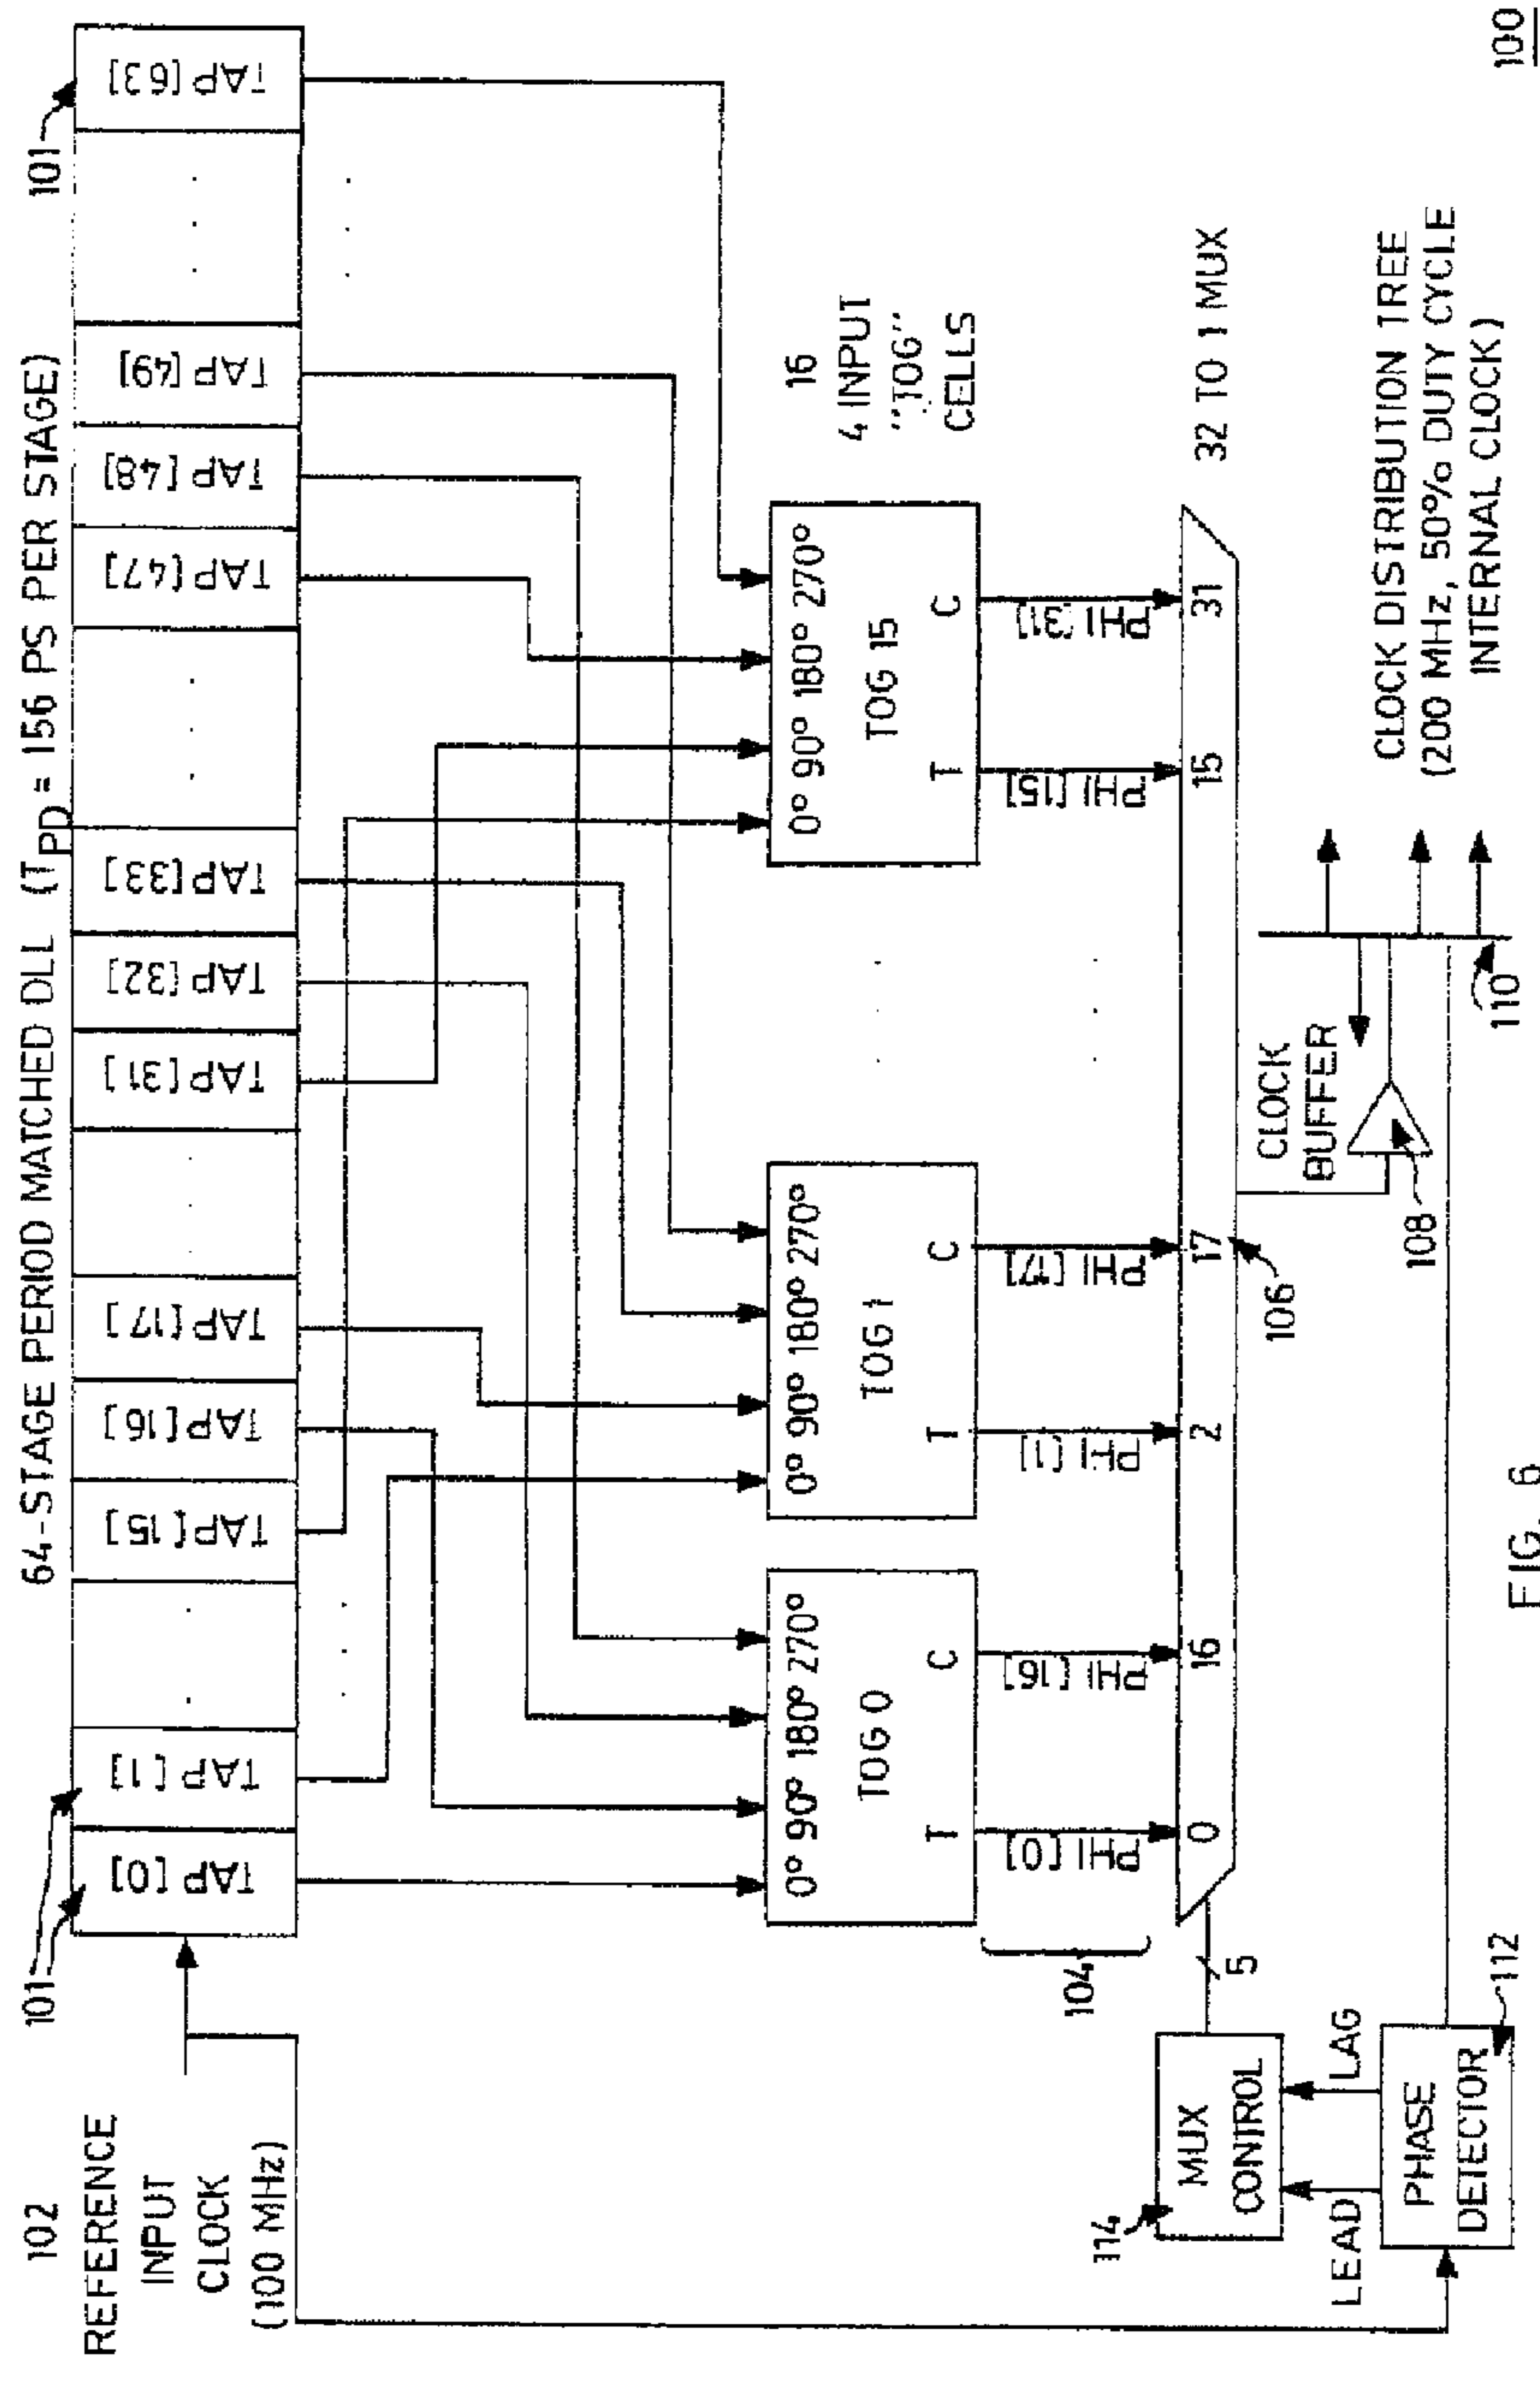 64-STAGE PERIOD MATCHED DLL (TPD = 156 PS PER STAGE)
101
101
TAP [0]
TAP [1]
TAP [15]
TAP [16]
TAP [17]
TAP [31]
TAP [32]
TAP [33]
TAP [47]
TAP [48]
TAP [49]
TAP [63]
102
REFERENCE
INPUT
CLOCK
(100 MHz)
0° 90° 180° 270°
TOG 0
T C
0° 90° 180° 270°
TOG 1
T C
0° 90° 180° 270°
TOG 15
T C
16
4 INPUT
"TOG"
CELLS
104
PHI [0]
PHI [16]
PHI [1]
PHI [17]
PHI [15]
PHI [31]
0 16 2 17 15 31
32 TO 1 MUX
106
5
114
MUX
CONTROL
LEAD
LAG
PHASE
DETECTOR
112
CLOCK
BUFFER
108
110
CLOCK DISTRIBUTION TREE
(200 MHz, 50% DUTY CYCLE
INTERNAL CLOCK)
FIG. 6
100